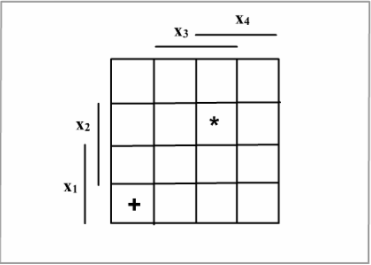 x₄
x₃
x₂
*
x₁
+